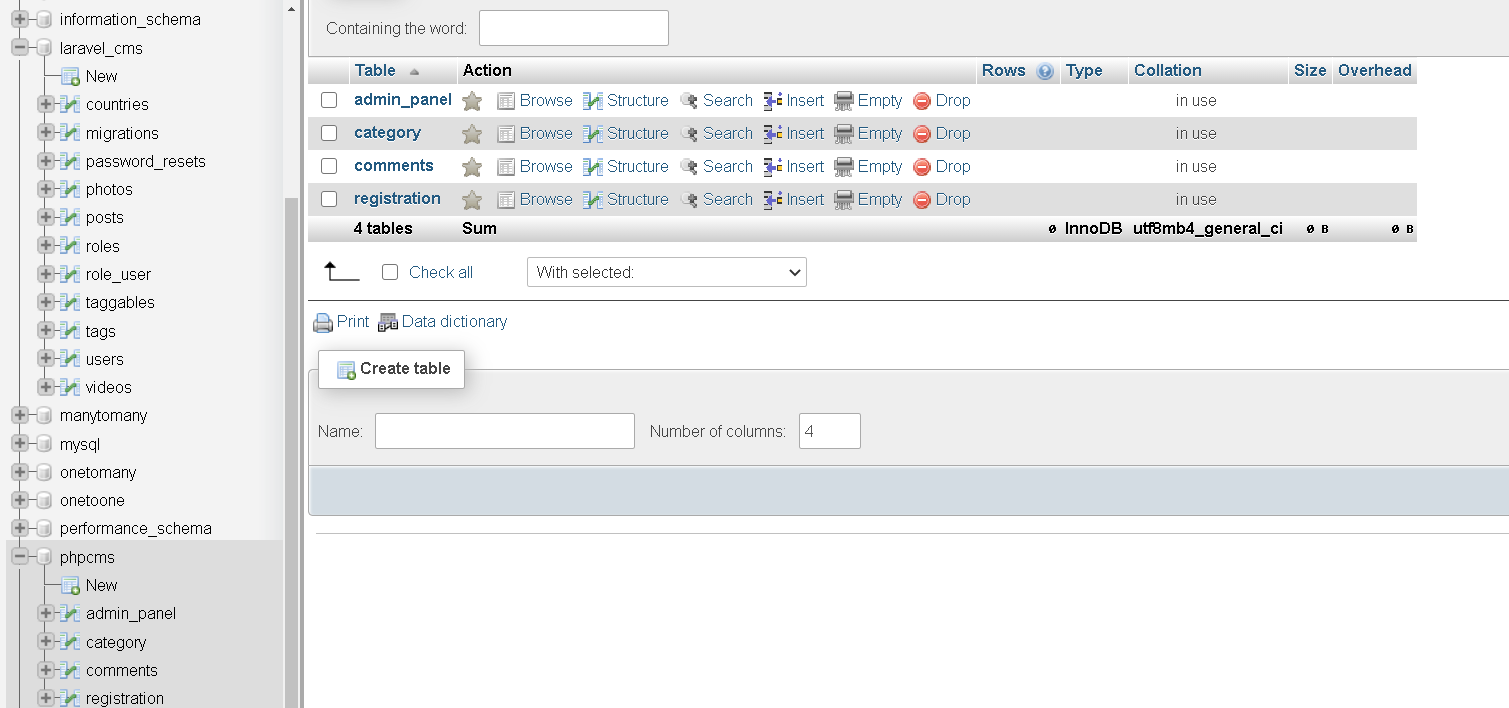 information_schema
laravel_cms
New
countries
migrations
password_resets
photos
posts
roles
role_user
taggables
tags
users
videos
manytomany
mysql
onetomany
onetoone
performance_schema
phpcms
New
admin_panel
category
comments
registration
Containing the word:
Table Action Rows Type Collation Size Overhead
admin_panel Browse Structure Search Insert Empty Drop in use
category Browse Structure Search Insert Empty Drop in use
comments Browse Structure Search Insert Empty Drop in use
registration Browse Structure Search Insert Empty Drop in use
4 tables Sum 0 InnoDB utf8mb4_general_ci 0 B 0 B
Check all With selected:
Print Data dictionary
Create table
Name: Number of columns: 4